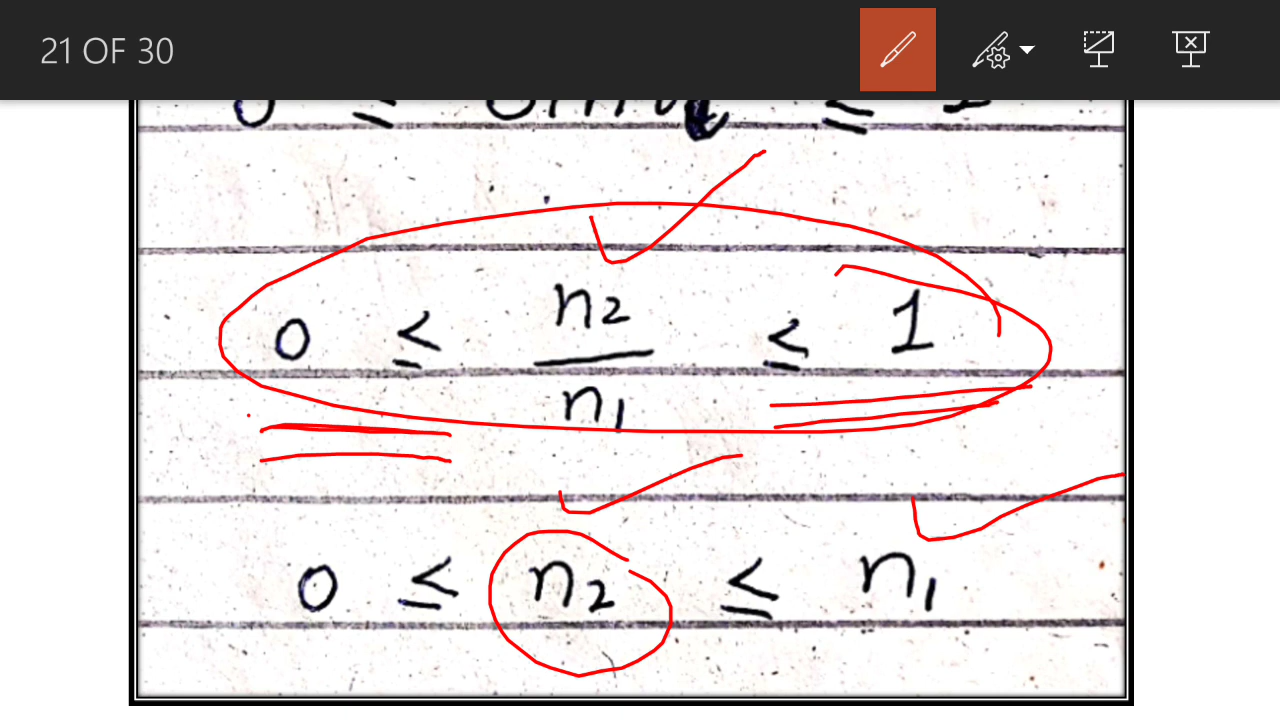 21 OF 30
0 ≤ n2/n1 ≤ 1
0 ≤ n2 ≤ n1